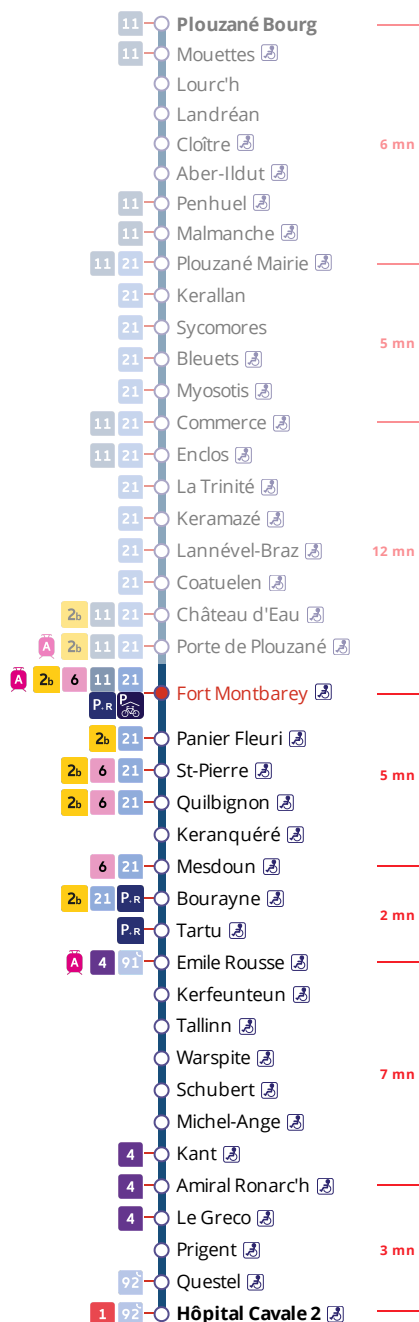 11 Plouzané Bourg
11 Mouettes
Lourc'h
Landréan
Cloître
6 mn
Aber-Ildut
11 Penhuel
11 Malmanche
11 21 Plouzané Mairie
21 Kerallan
21 Sycomores
5 mn
21 Bleuets
21 Myosotis
11 21 Commerce
11 21 Enclos
21 La Trinité
21 Keramazé
21 Lannével-Braz
12 mn
21 Coatuelen
2b 11 21 Château d'Eau
A 2b 11 21 Porte de Plouzané
A 2b 6 11 21
P+R P Fort Montbarey
2b 21 Panier Fleuri
2b 6 21 St-Pierre
5 mn
2b 6 21 Quilbignon
Keranquéré
6 21 Mesdoun
2b 21 P+R Bourayne
2 mn
P+R Tartu
A 4 91 Emile Rousse
Kerfeunteun
Tallinn
Warspite
7 mn
Schubert
Michel-Ange
4 Kant
4 Amiral Ronarc'h
4 Le Greco
Prigent
3 mn
92 Questel
1 92 Hôpital Cavale 2